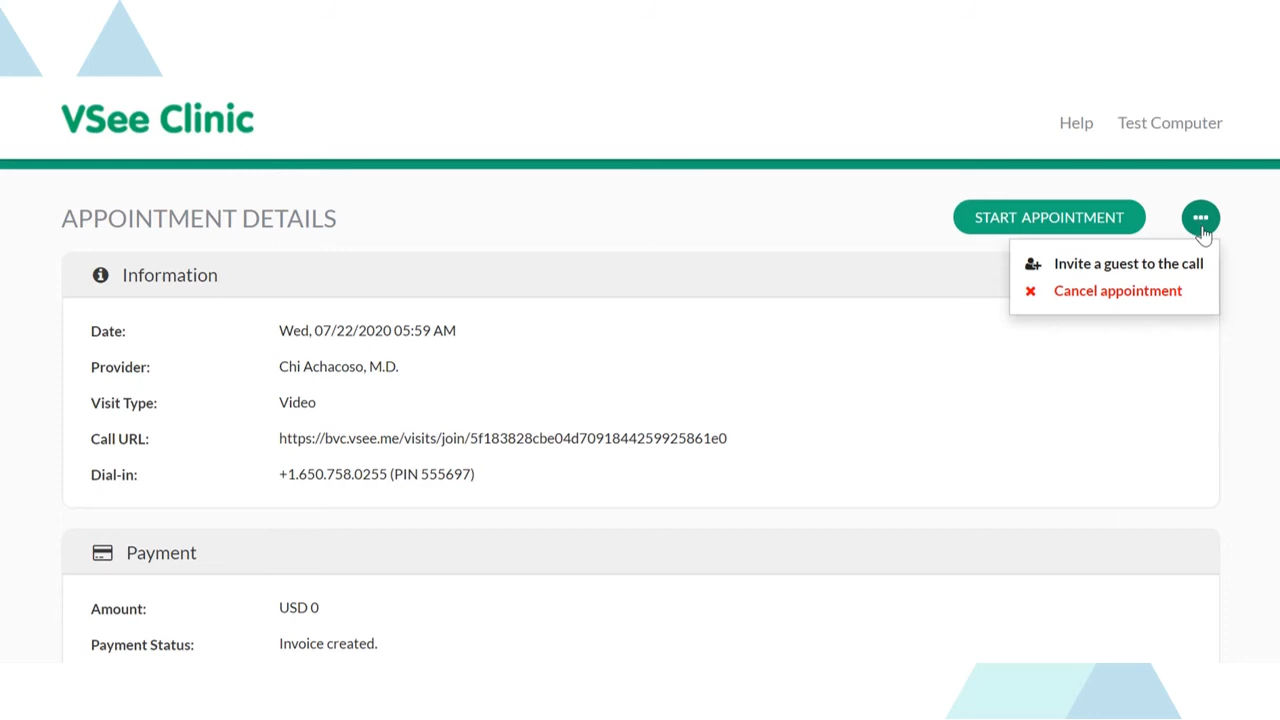 VSee Clinic
Help Test Computer
APPOINTMENT DETAILS START APPOINTMENT
Information
Invite a guest to the call
Cancel appointment
Date: Wed, 07/22/2020 05:59 AM
Provider: Chi Achacoso, M.D.
Visit Type: Video
Call URL: https://bvc.vsee.me/visits/join/5f183828cbe04d7091844259925861e0
Dial-in: +1.650.758.0255 (PIN 555697)
Payment
Amount: USD 0
Payment Status: Invoice created.